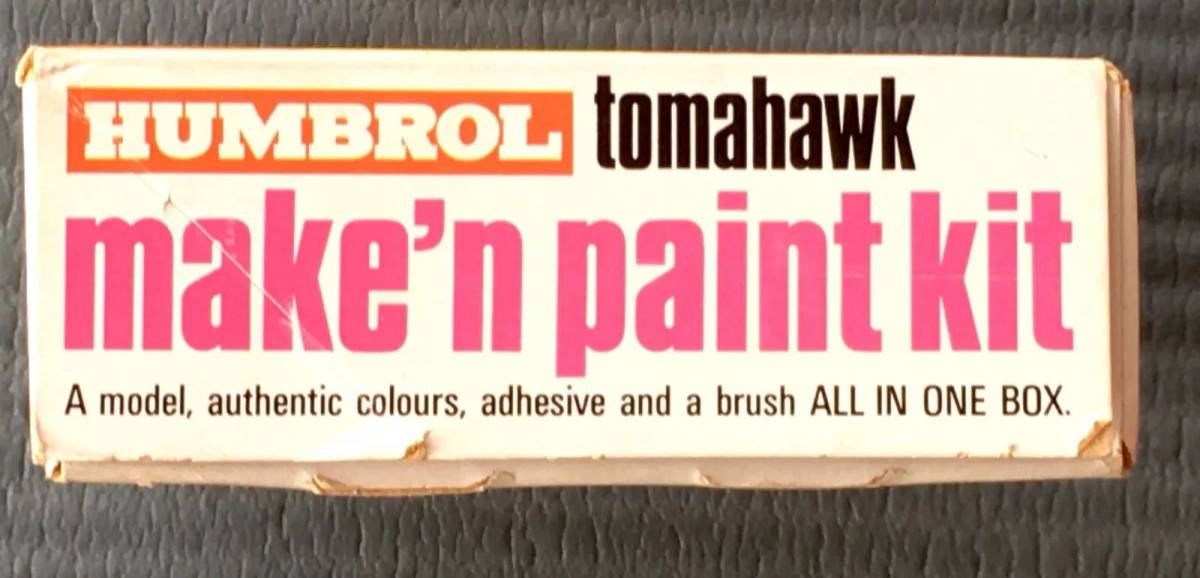 HUMBROL tomahawk
make'n paint kit
A model, authentic colours, adhesive and a brush ALL IN ONE BOX.